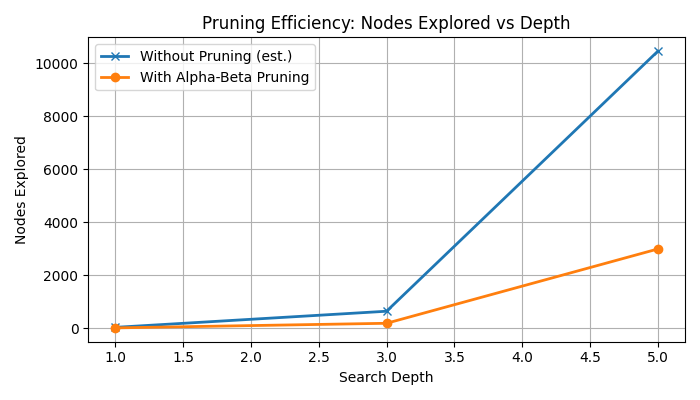 Pruning Efficiency: Nodes Explored vs Depth
Without Pruning (est.)
With Alpha-Beta Pruning
Nodes Explored
10000
8000
6000
4000
2000
0
1.0 1.5 2.0 2.5 3.0 3.5 4.0 4.5 5.0
Search Depth